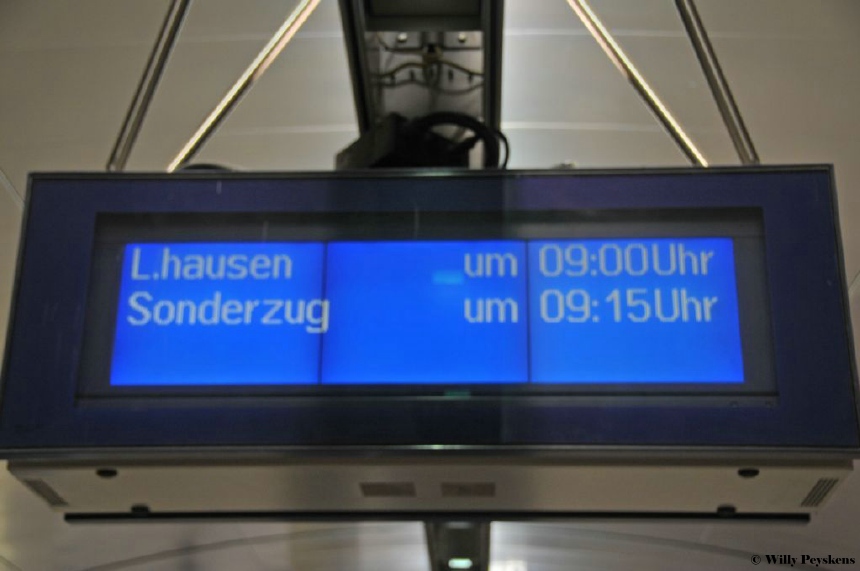 L.hausen um 09:00Uhr
Sonderzug um 09:15Uhr
© Willy Peyskens